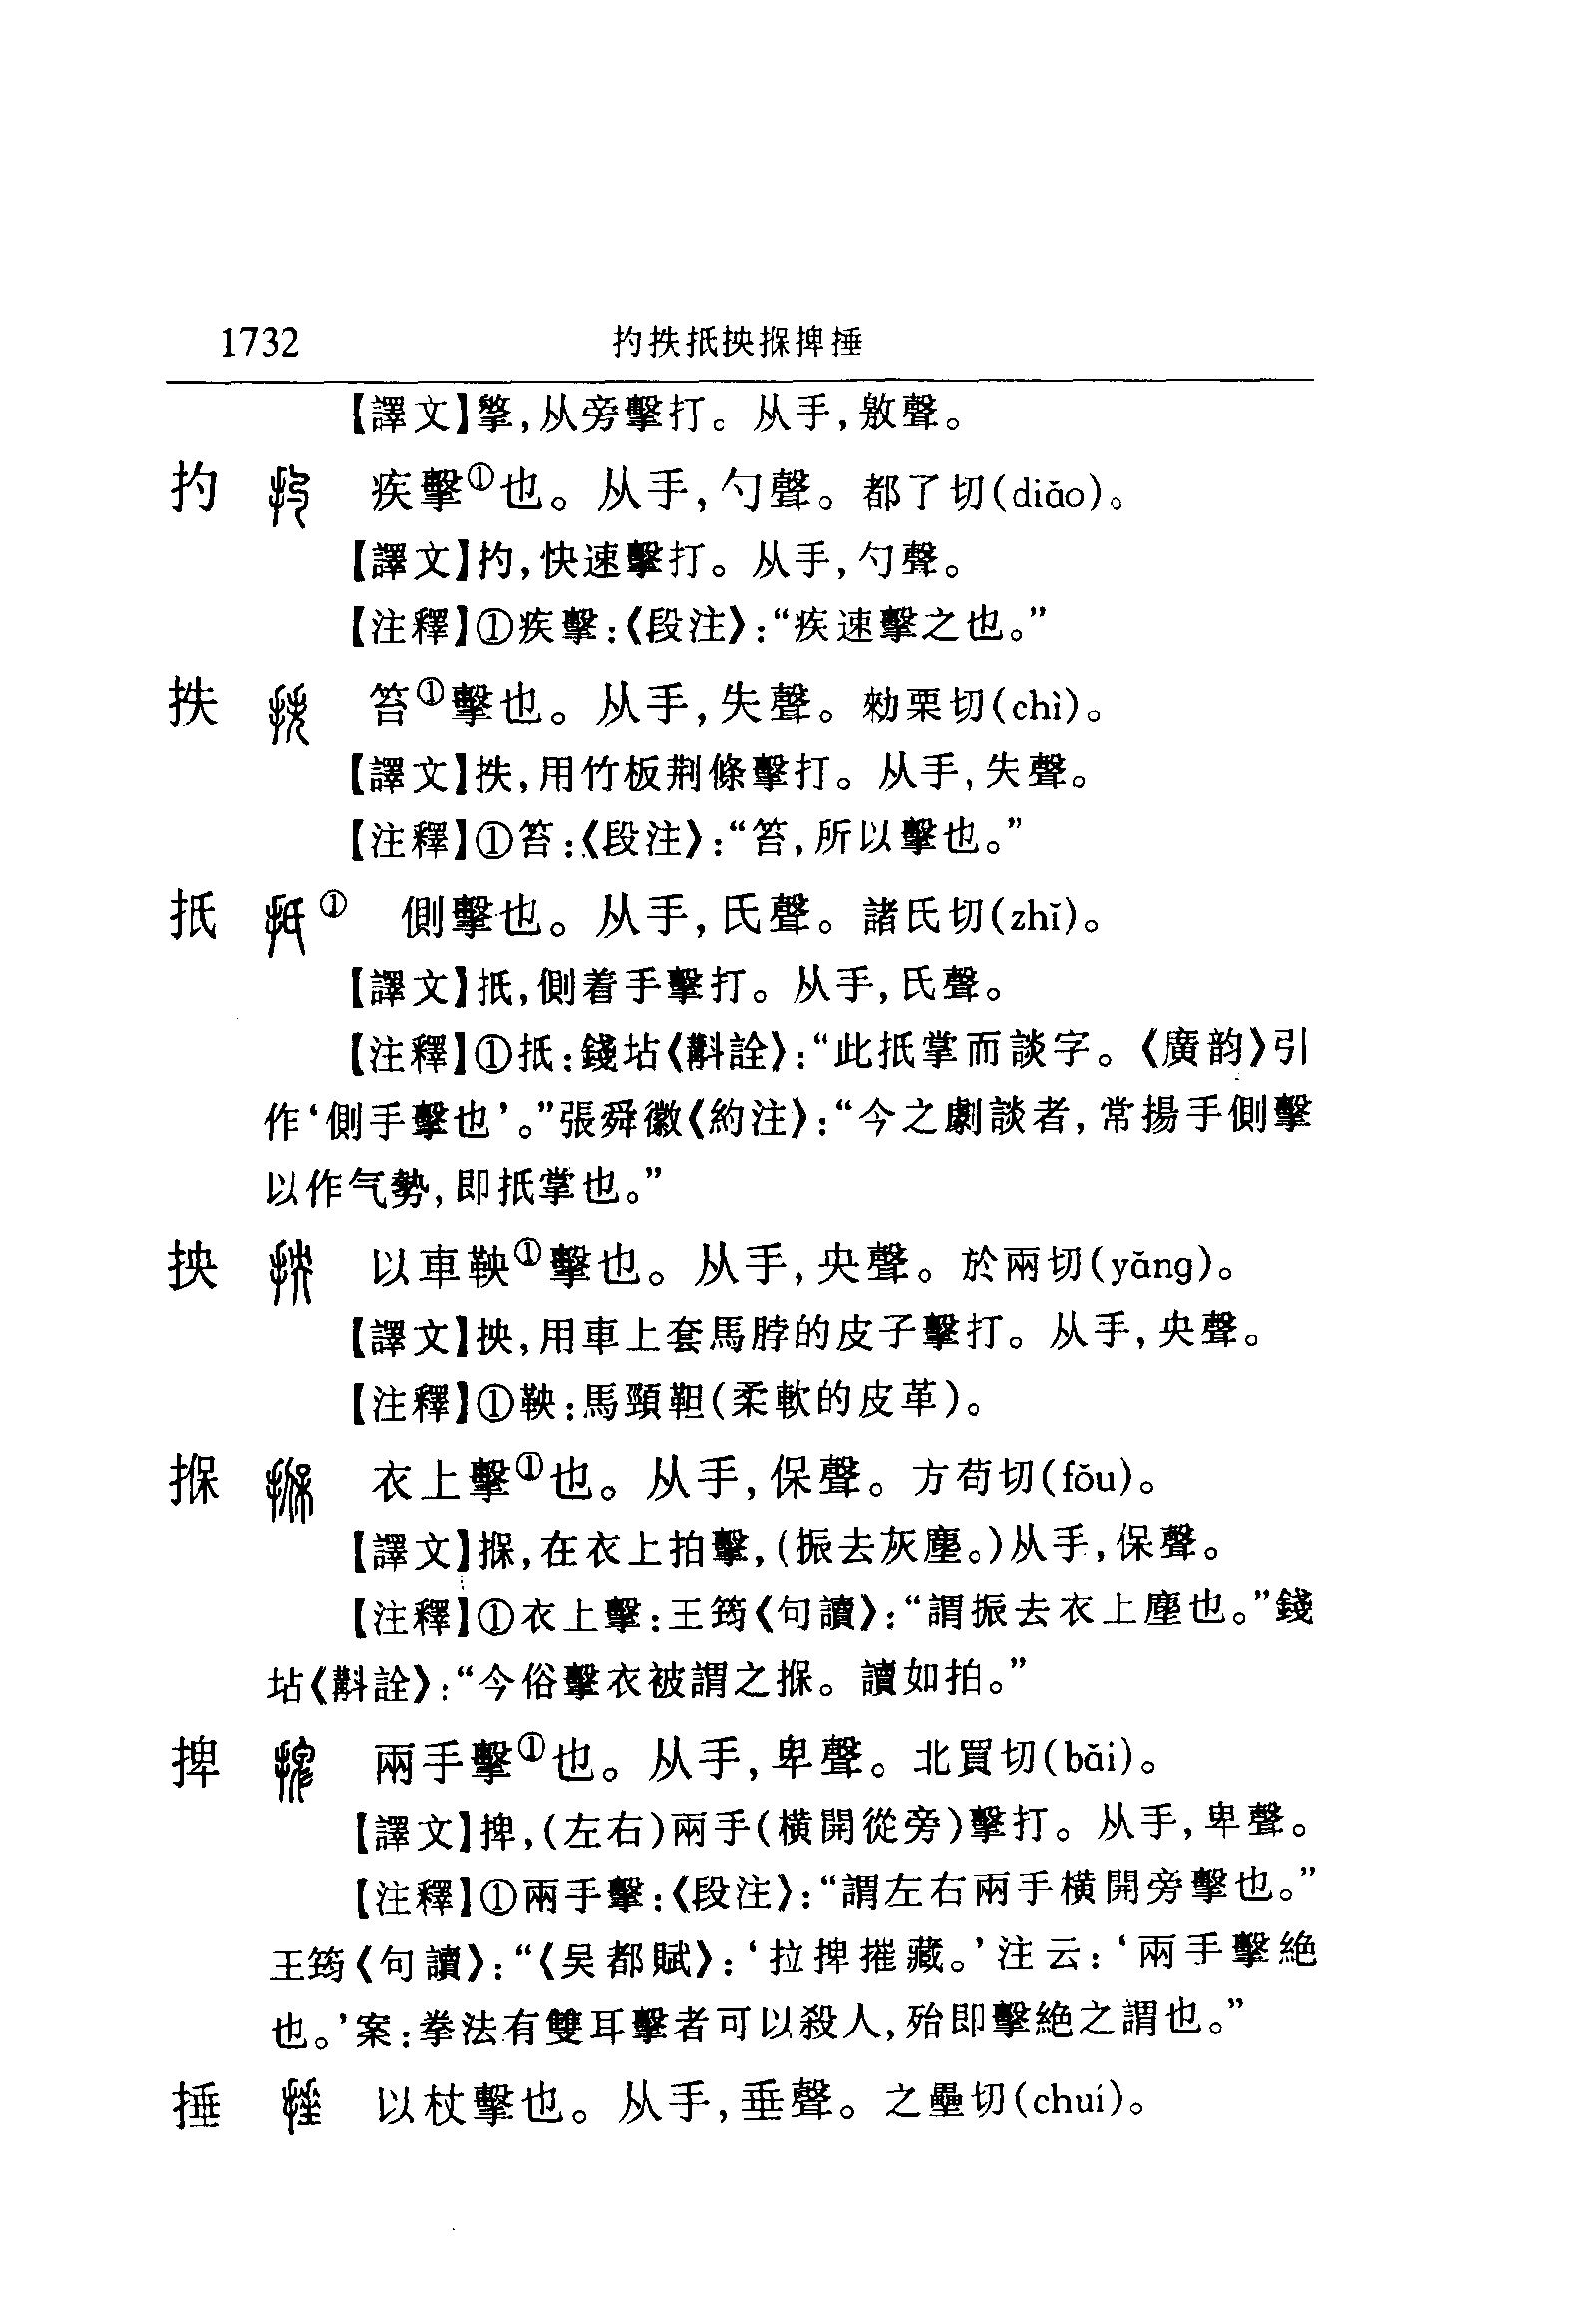 1732 扚抶扺抰㨐捭捶
【譯文】擎,从旁擊打。从手,敫聲。
扚 疾擊①也。从手,勺聲。都了切(diǎo)。
【譯文】扚,快速擊打。从手,勺聲。
【注釋】①疾擊:《段注》:“疾速擊之也。”
抶 笞①擊也。从手,失聲。勑栗切(chì)。
【譯文】抶,用竹板荆條擊打。从手,失聲。
【注釋】①笞:《段注》:“笞,所以擊也。”
扺① 側擊也。从手,氏聲。諸氏切(zhǐ)。
【譯文】扺,側着手擊打。从手,氏聲。
【注釋】①扺:錢坫《斠詮》:“此扺掌而談字。《廣韵》引
作‘側手擊也’。”張舜徽《約注》:“今之劇談者,常揚手側擊
以作气勢,即扺掌也。”
抰 以車鞅①擊也。从手,央聲。於兩切(yǎng)。
【譯文】抰,用車上套馬脖的皮子擊打。从手,央聲。
【注釋】①鞅:馬頸靼(柔軟的皮革)。
㨐 衣上擊①也。从手,保聲。方苟切(fǒu)。
【譯文】㨐,在衣上拍擊,(振去灰塵。)从手,保聲。
【注釋】①衣上擊:王筠《句讀》:“謂振去衣上塵也。”錢
坫《斠詮》:“今俗擊衣被謂之㨐。讀如拍。”
捭 兩手擊①也。从手,卑聲。北買切(bǎi)。
【譯文】捭,(左右)兩手(横開從旁)擊打。从手,卑聲。
【注釋】①兩手擊:《段注》:“謂左右兩手横開旁擊也。”
王筠《句讀》:“《吴都賦》:‘拉捭摧藏。’注云:‘兩手擊絶
也。’案:拳法有雙耳擊者可以殺人,殆即擊絶之謂也。”
捶 以杖擊也。从手,垂聲。之壘切(chuí)。